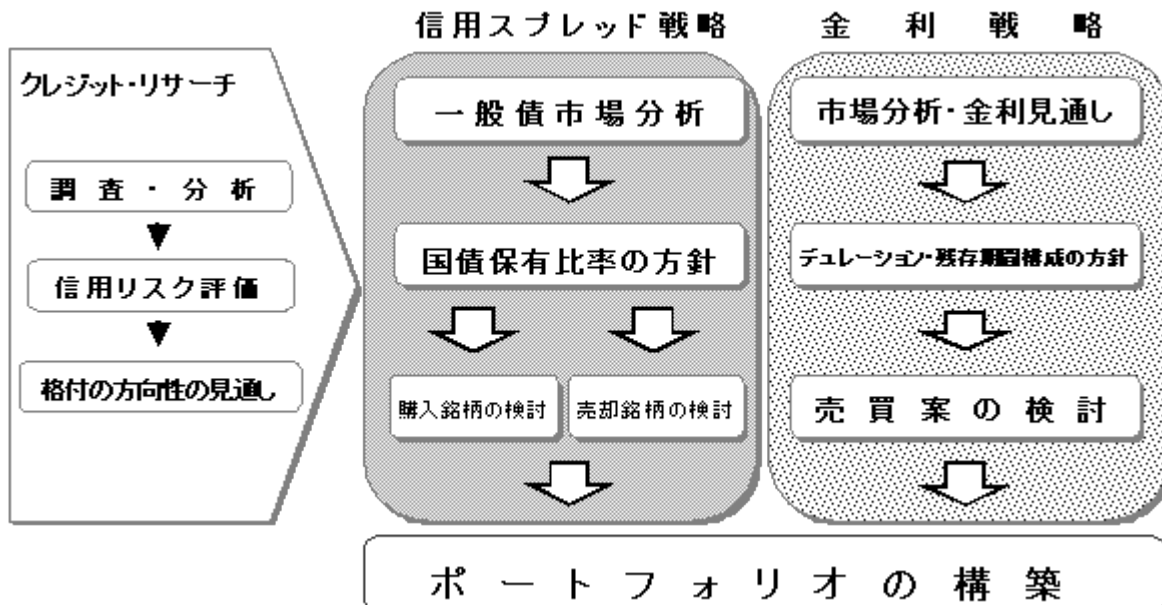 信用スプレッド戦略
金利戦略
クレジット・リサーチ
調査・分析
信用リスク評価
格付の方向性の見通し
一般債市場分析
国債保有比率の方針
購入銘柄の検討
売却銘柄の検討
市場分析・金利見通し
デュレーション・残存期間構成の方針
売買案の検討
ポートフォリオの構築